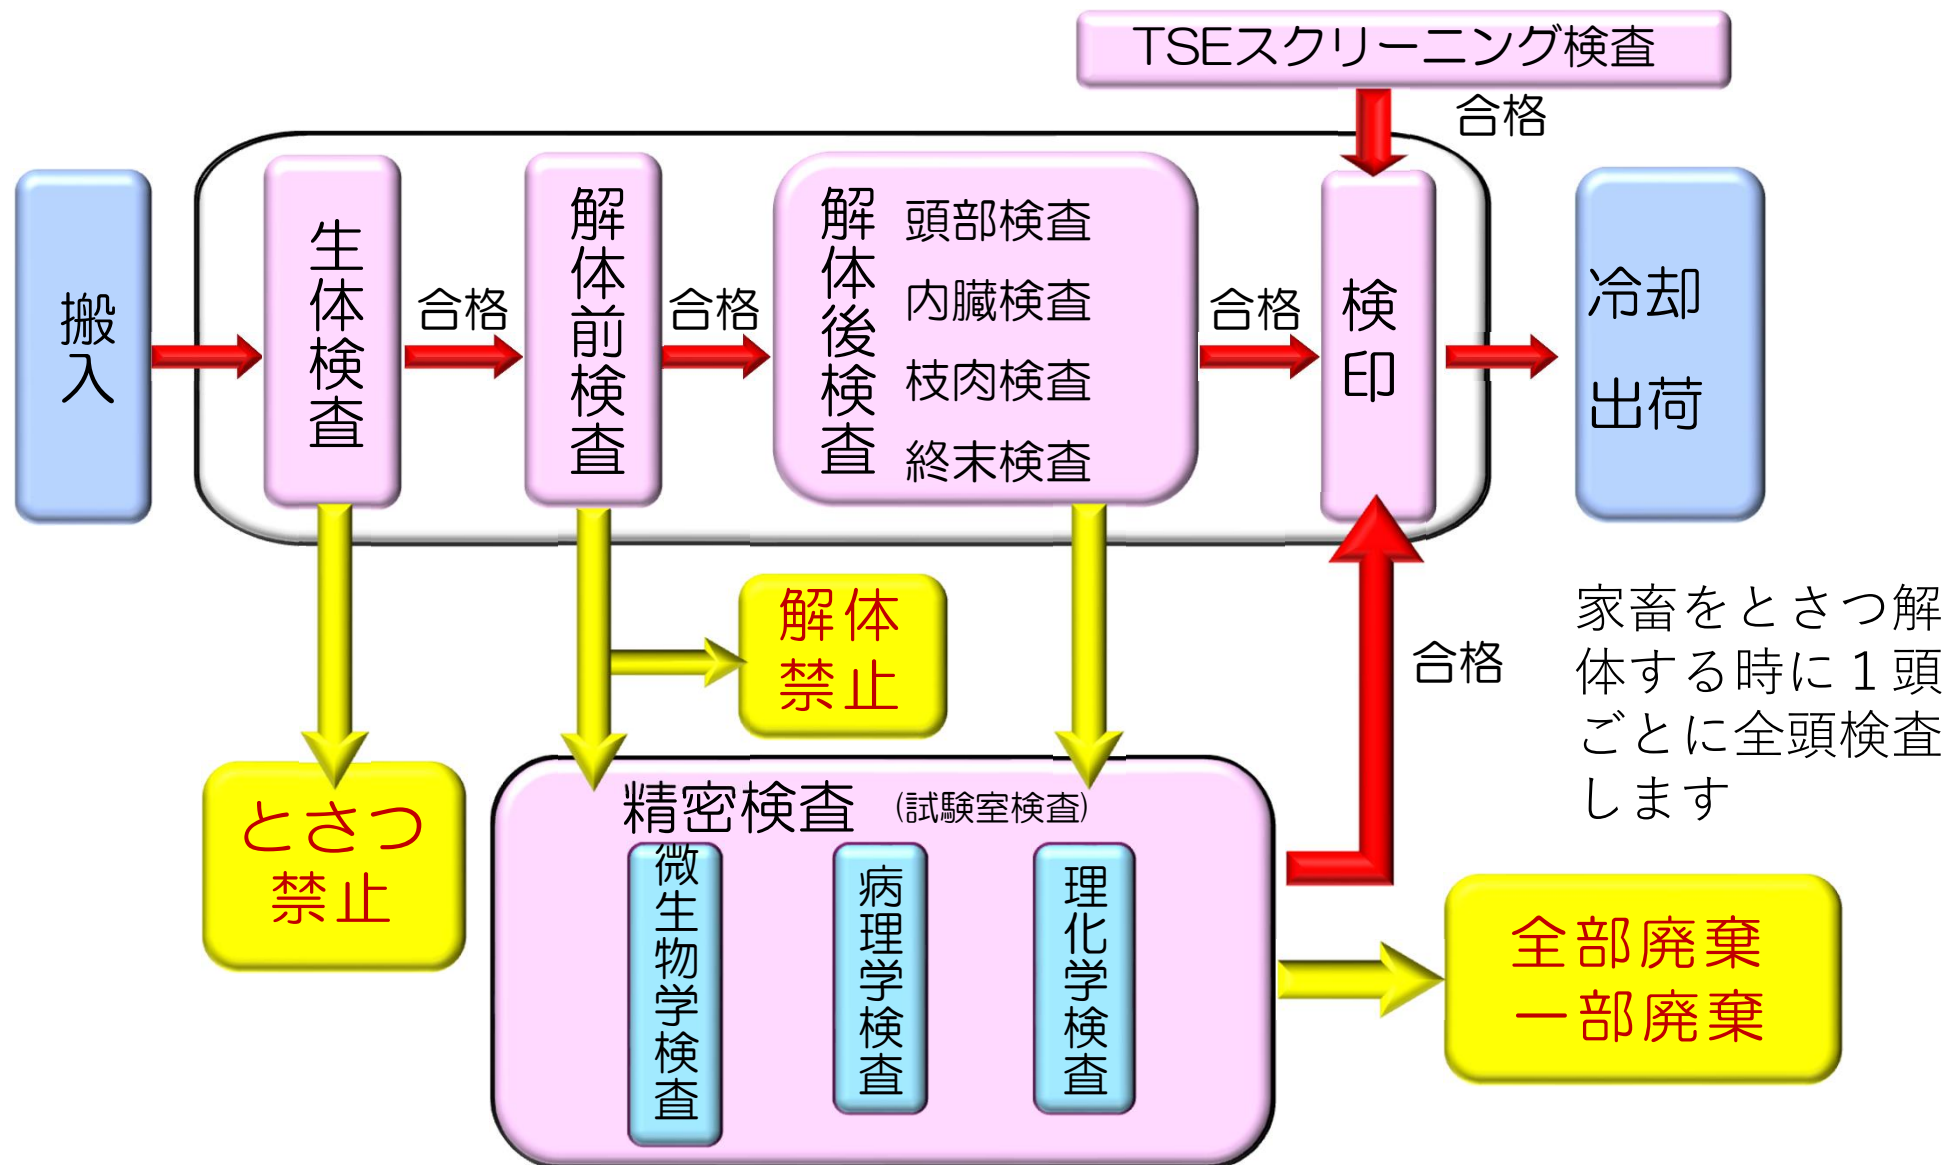 TSEスクリーニング検査
合格
搬入
生体検査
合格
解体前検査
合格
解体後検査
頭部検査
内臓検査
枝肉検査
終末検査
合格
検印
冷却
出荷
解体
禁止
合格
家畜をとさつ解
体する時に１頭
ごとに全頭検査
します
とさつ
禁止
精密検査 (試験室検査)
微生物学検査
病理学検査
理化学検査
全部廃棄
一部廃棄